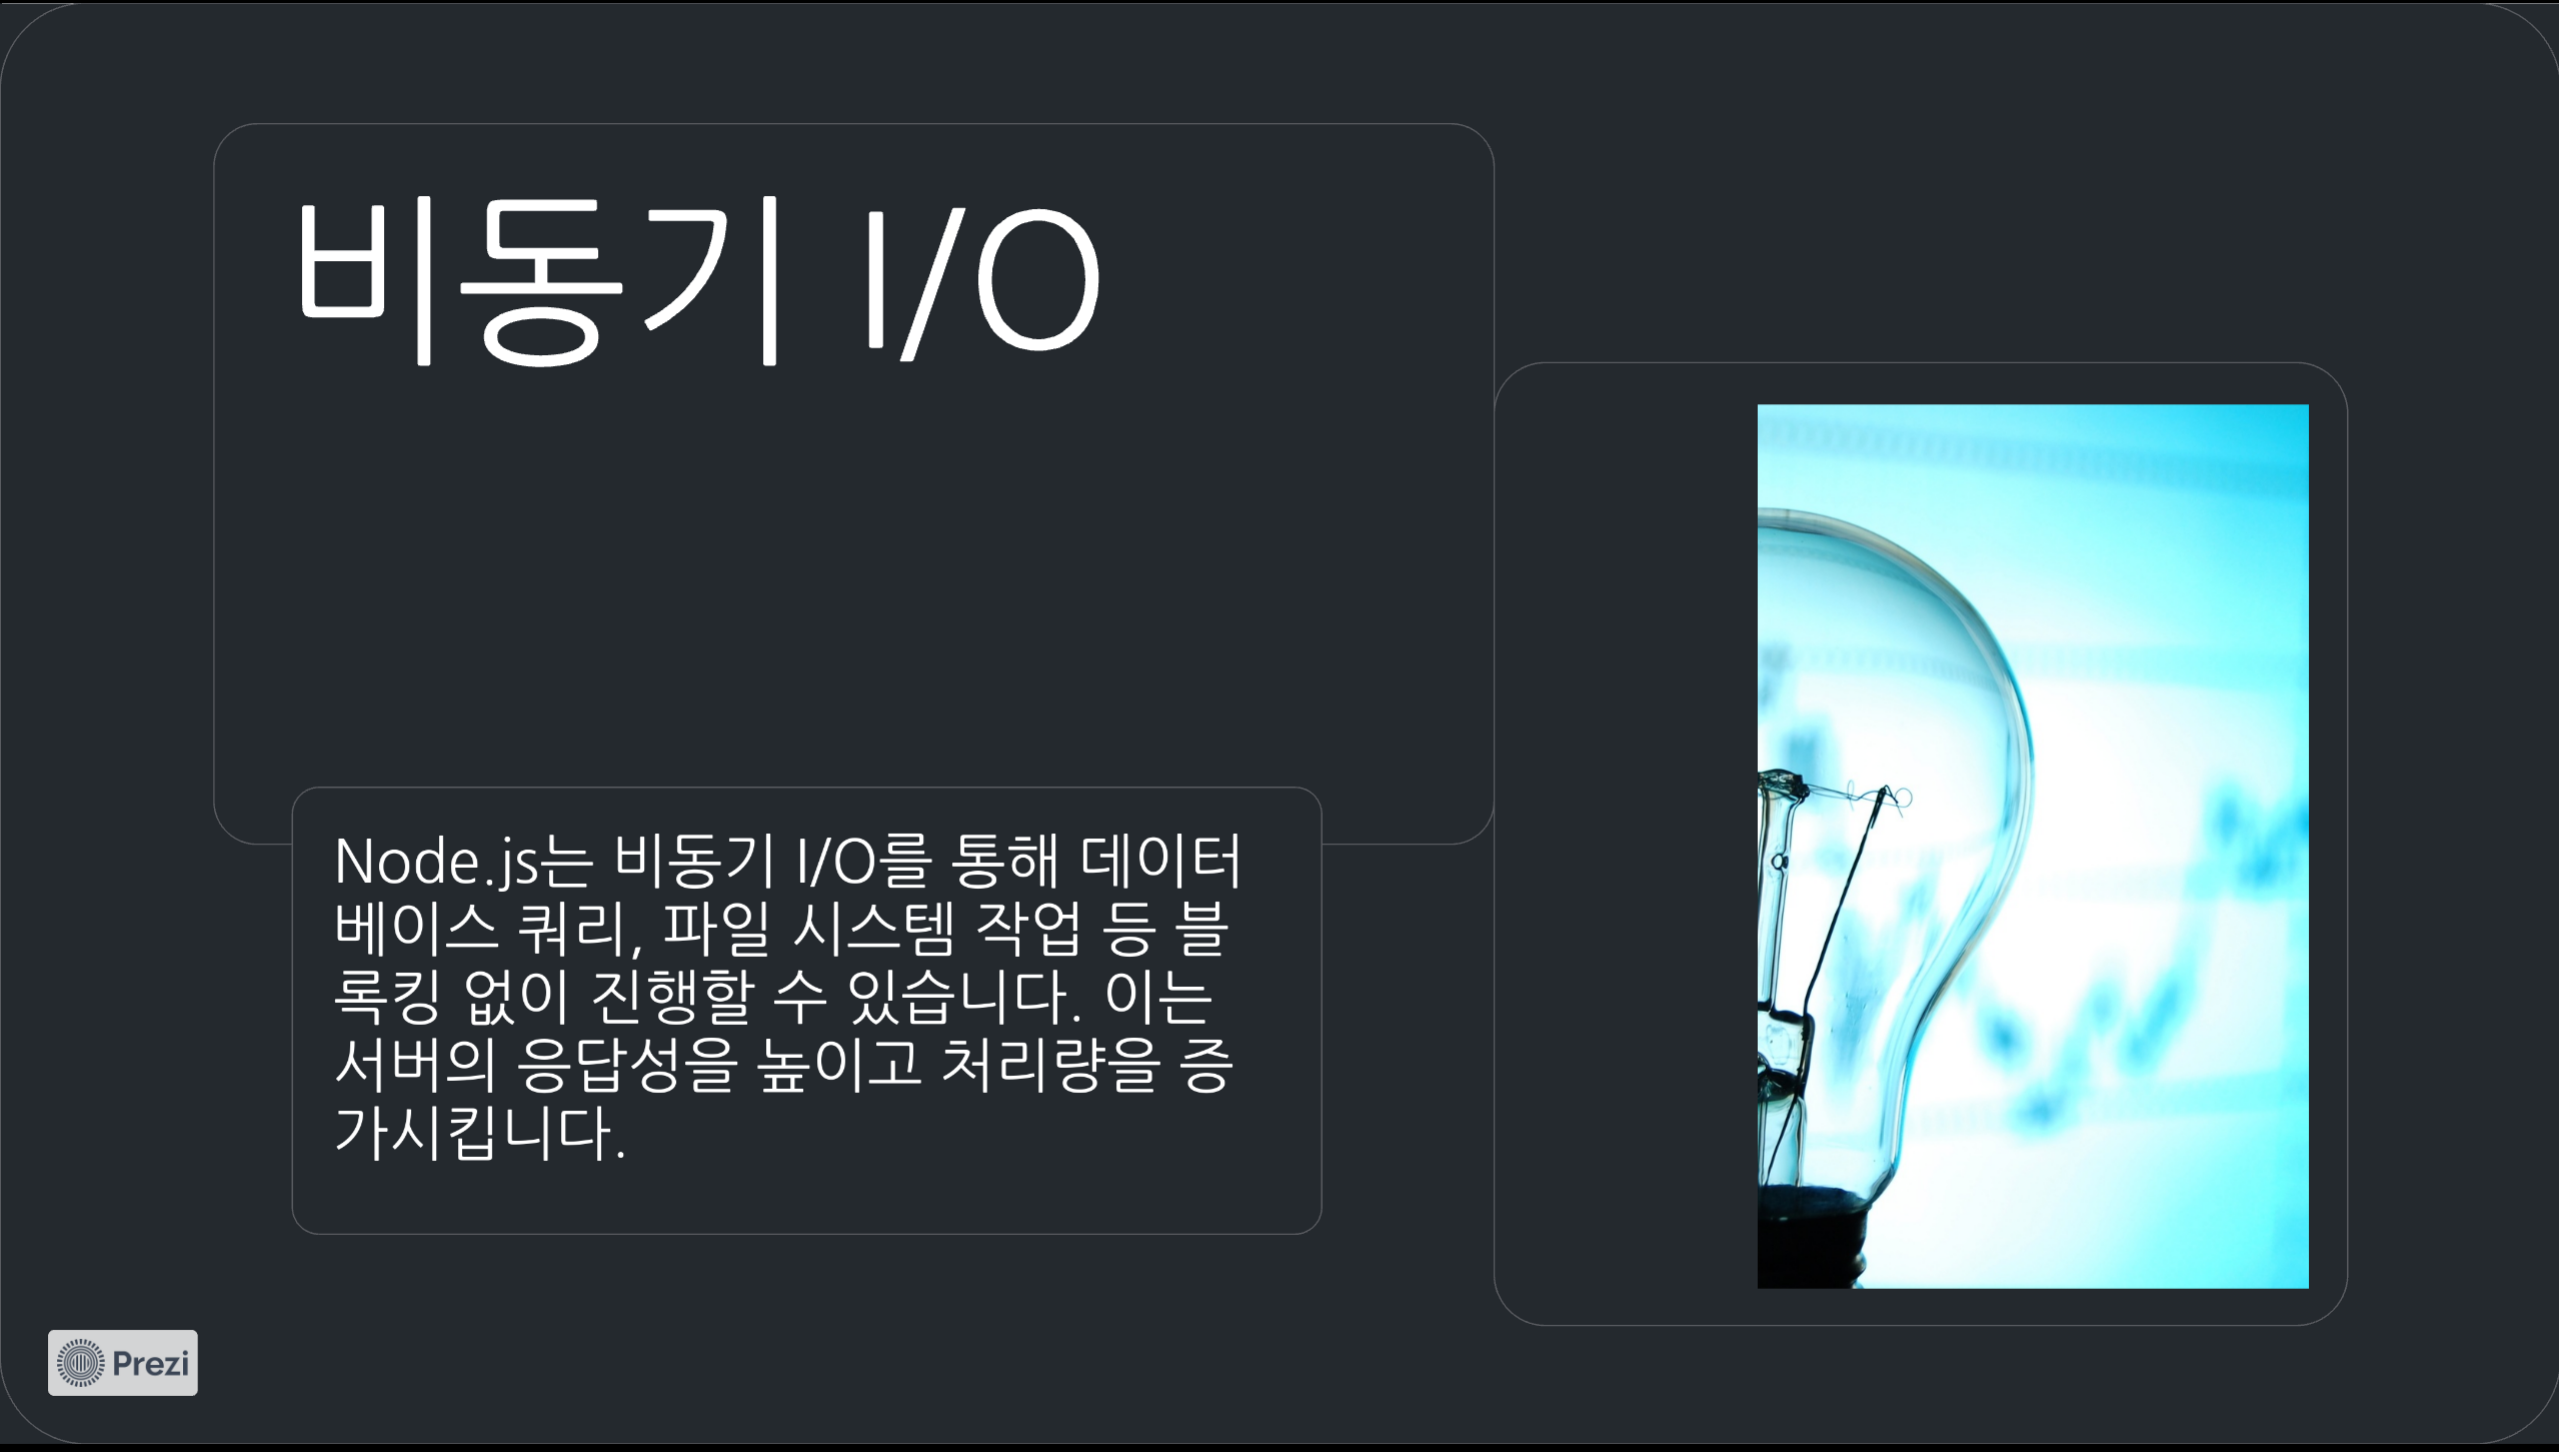 비동기 I/O
Node.js는 비동기 I/O를 통해 데이터
베이스 쿼리, 파일 시스템 작업 등 블
록킹 없이 진행할 수 있습니다. 이는
서버의 응답성을 높이고 처리량을 증
가시킵니다.
Prezi